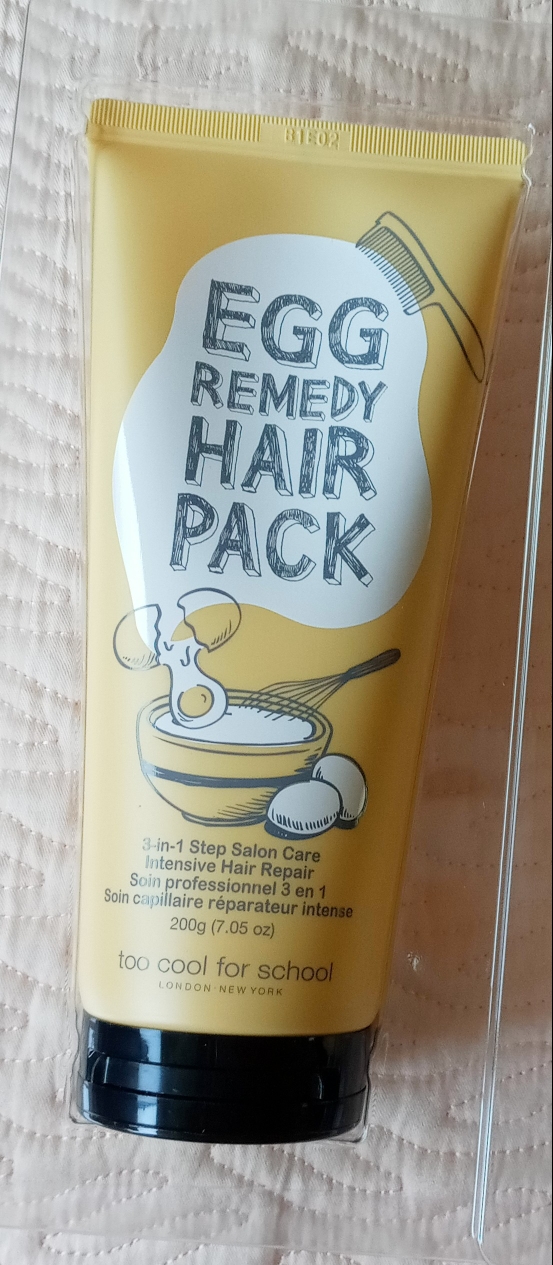 81E02
EGG
REMEDY
HAIR
PACK
3-in-1 Step Salon Care
Intensive Hair Repair
Soin professionnel 3 en 1
Soin capillaire réparateur intense
200g (7.05 oz)
too cool for school
LONDON·NEW YORK